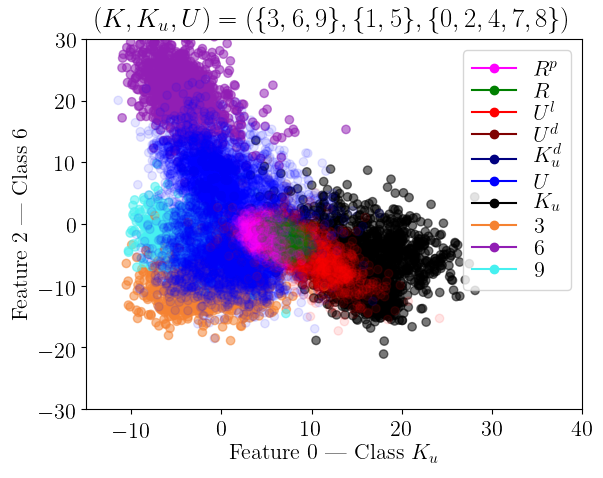 (K, K_u, U) = ({3, 6, 9}, {1, 5}, {0, 2, 4, 7, 8})
30
20
10
0
−10
−20
−30
Feature 2 — Class 6
−10 0 10 20 30 40
Feature 0 — Class K_u
R^p
R
U^l
U^d
K_u^d
U
K_u
3
6
9